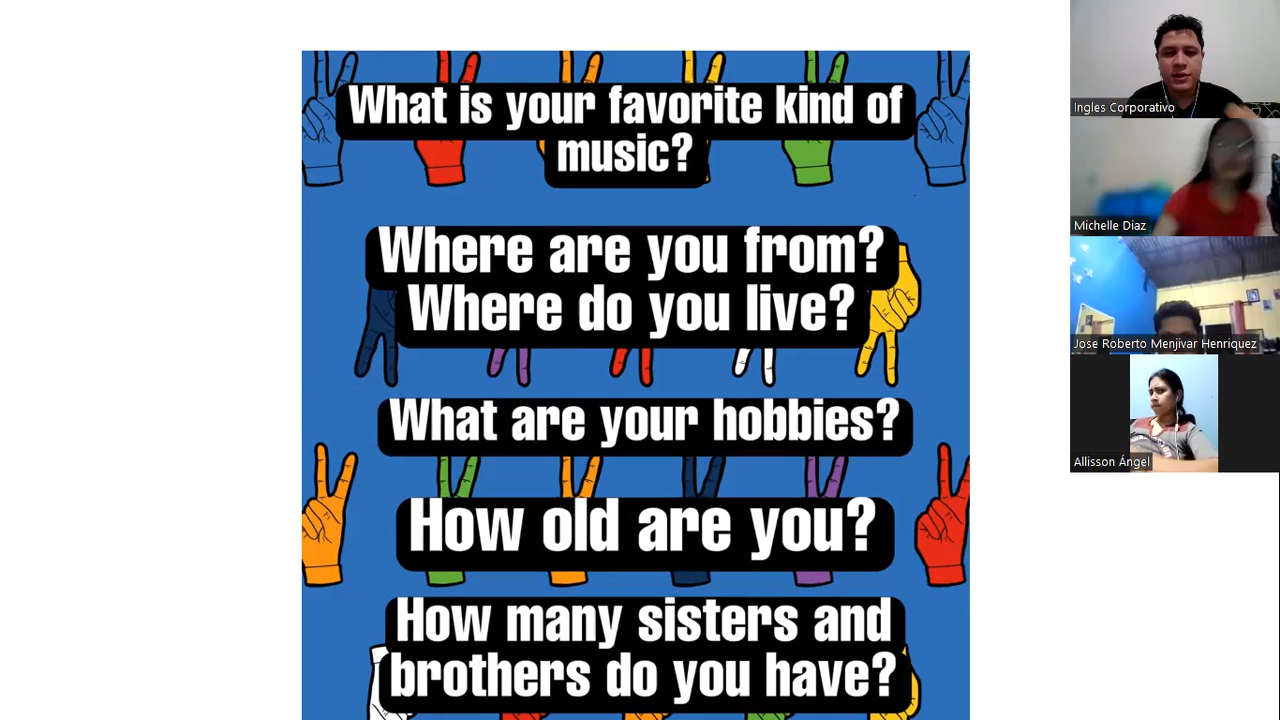 What is your favorite kind of
music?
Where are you from?
Where do you live?
What are your hobbies?
How old are you?
How many sisters and
brothers do you have?
Ingles Corporativo
Michelle Diaz
Jose Roberto Menjivar Henriquez
Allisson Ángel